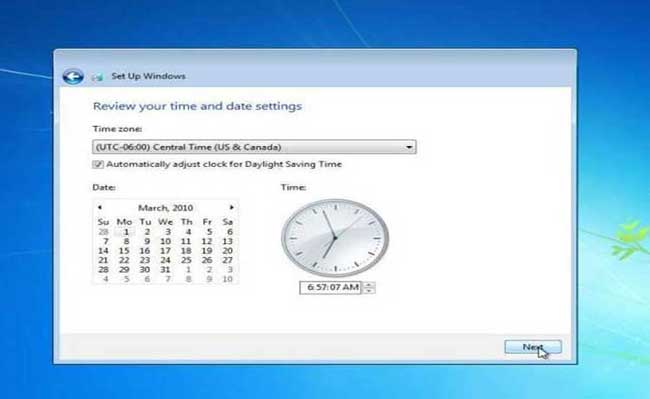 Set Up Windows
Review your time and date settings
Time zone:
(UTC-06:00) Central Time (US & Canada)
Automatically adjust clock for Daylight Saving Time
Date:
March, 2010
Su Mo Tu We Th Fr Sa
28 1 2 3 4 5 6
7 8 9 10 11 12 13
14 15 16 17 18 19 20
21 22 23 24 25 26 27
28 29 30 31 1 2 3
4 5 6 7 8 9 10
Time:
6:57:07 AM
Next